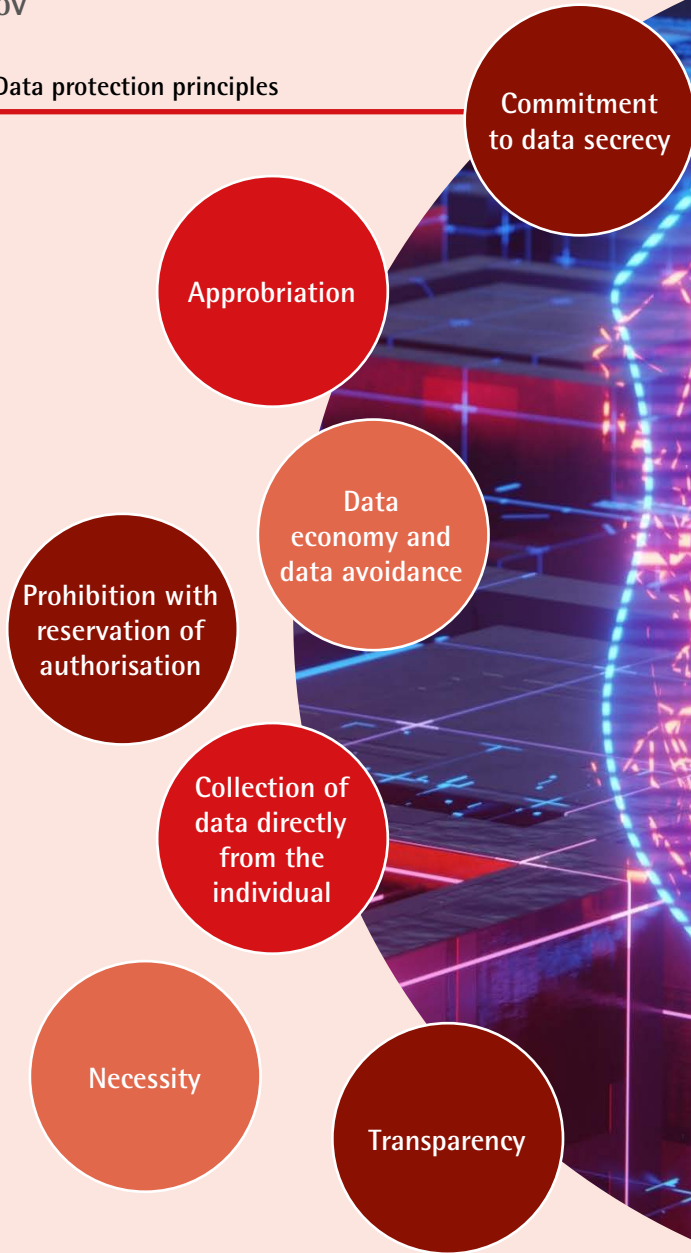 Data protection principles
Commitment
to data secrecy
Approbriation
Data
economy and
data avoidance
Prohibition with
reservation of
authorisation
Collection of
data directly
from the
individual
Necessity
Transparency